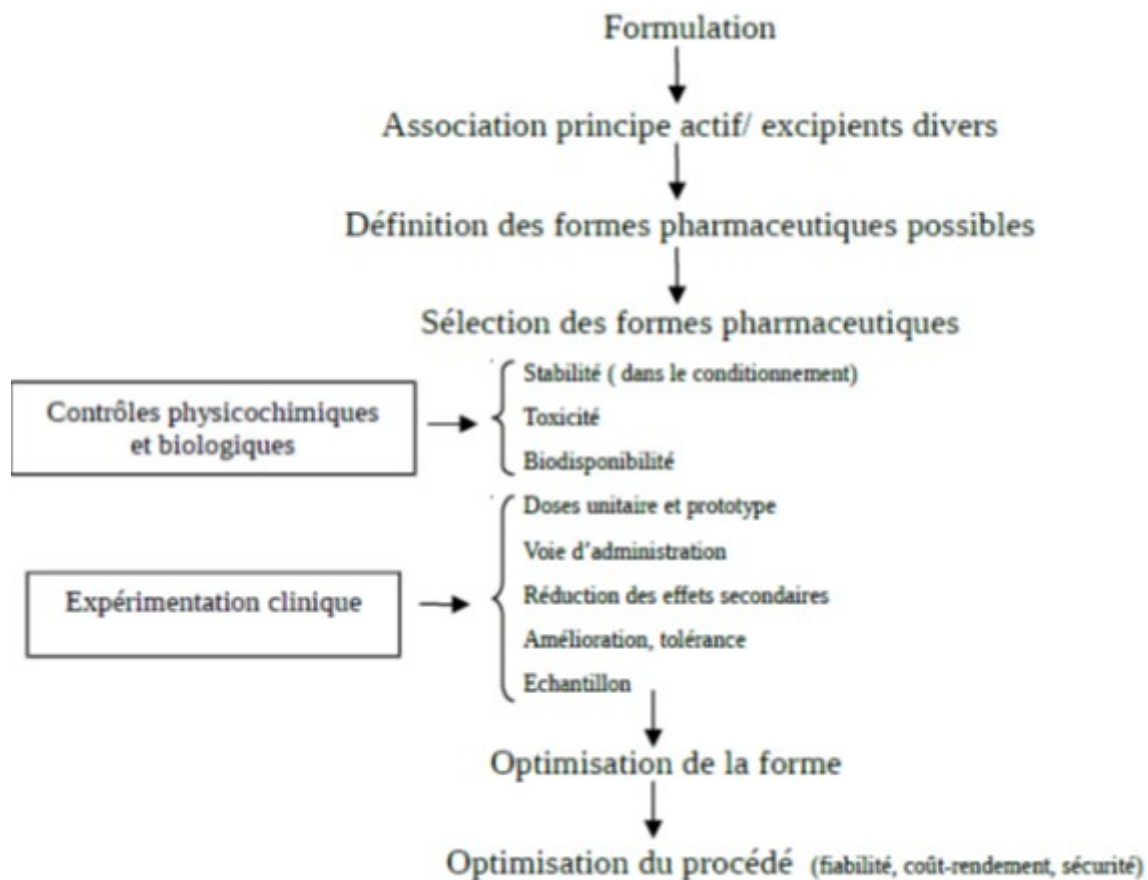 Formulation
Association principe actif/ excipients divers
Définition des formes pharmaceutiques possibles
Sélection des formes pharmaceutiques
Contrôles physicochimiques
et biologiques
Stabilité ( dans le conditionnement)
Toxicité
Biodisponibilité
Expérimentation clinique
Doses unitaire et prototype
Voie d'administration
Réduction des effets secondaires
Amélioration, tolérance
Echantillon
Optimisation de la forme
Optimisation du procédé (fiabilité, coût-rendement, sécurité)